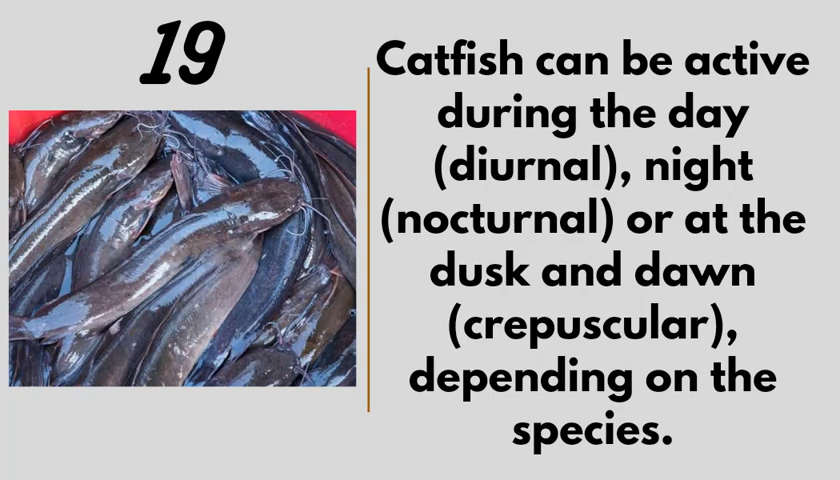 19
Catfish can be active
during the day
(diurnal), night
(nocturnal) or at the
dusk and dawn
(crepuscular),
depending on the
species.